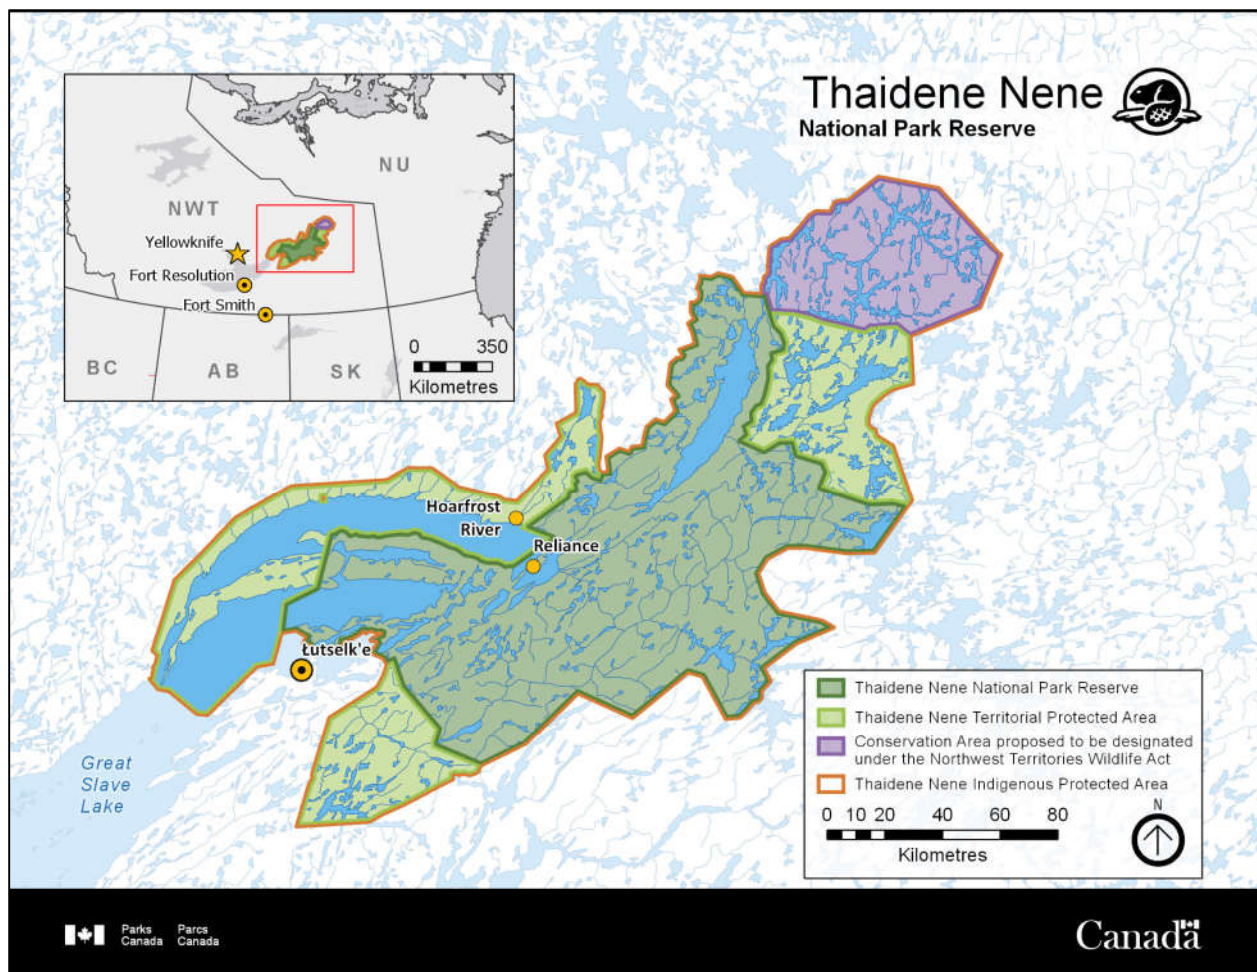 Thaidene Nene
National Park Reserve
NU
NWT
Yellowknife
Fort Resolution
Fort Smith
BC
AB
SK
0 350
Kilometres
Hoarfrost
River
Reliance
Łutselk'e
Great
Slave
Lake
Thaidene Nene National Park Reserve
Thaidene Nene Territorial Protected Area
Conservation Area proposed to be designated
under the Northwest Territories Wildlife Act
Thaidene Nene Indigenous Protected Area
0 10 20 40 60 80
Kilometres
N
Parks Parcs
Canada Canada
Canada